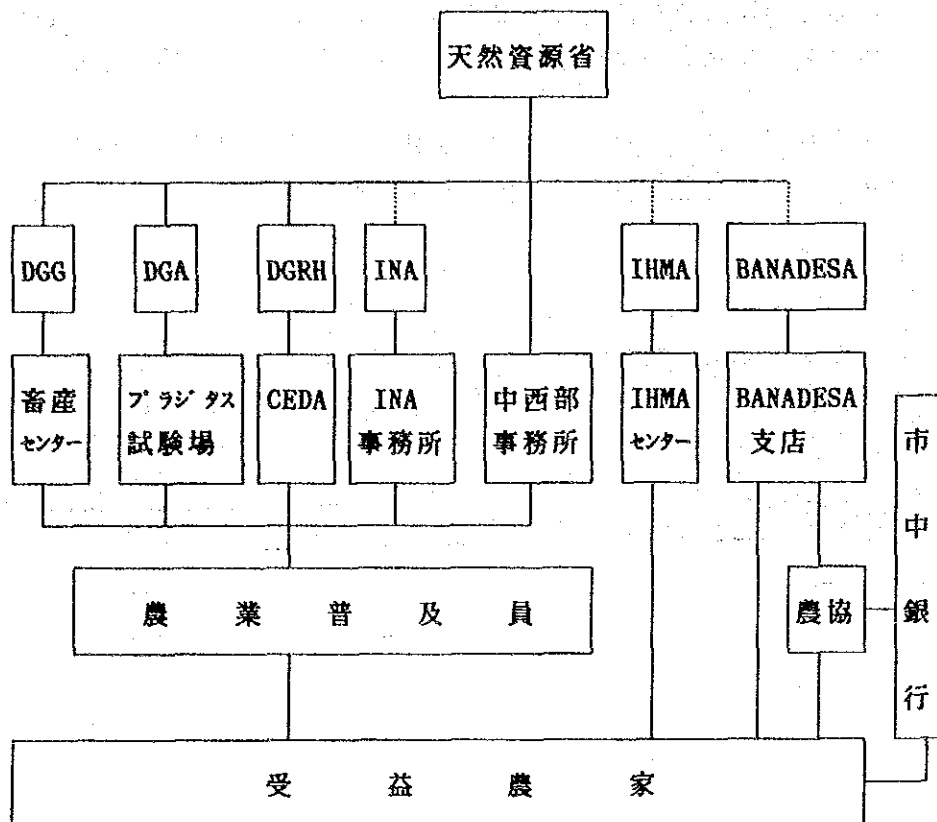 天然資源省
DGG
DGA
DGRH
INA
IHMA
BANADESA
畜産
センター
プラジタス
試験場
CEDA
INA
事務所
中西部
事務所
IHMA
センター
BANADESA
支店
市中銀行
農業普及員
農協
受益農家